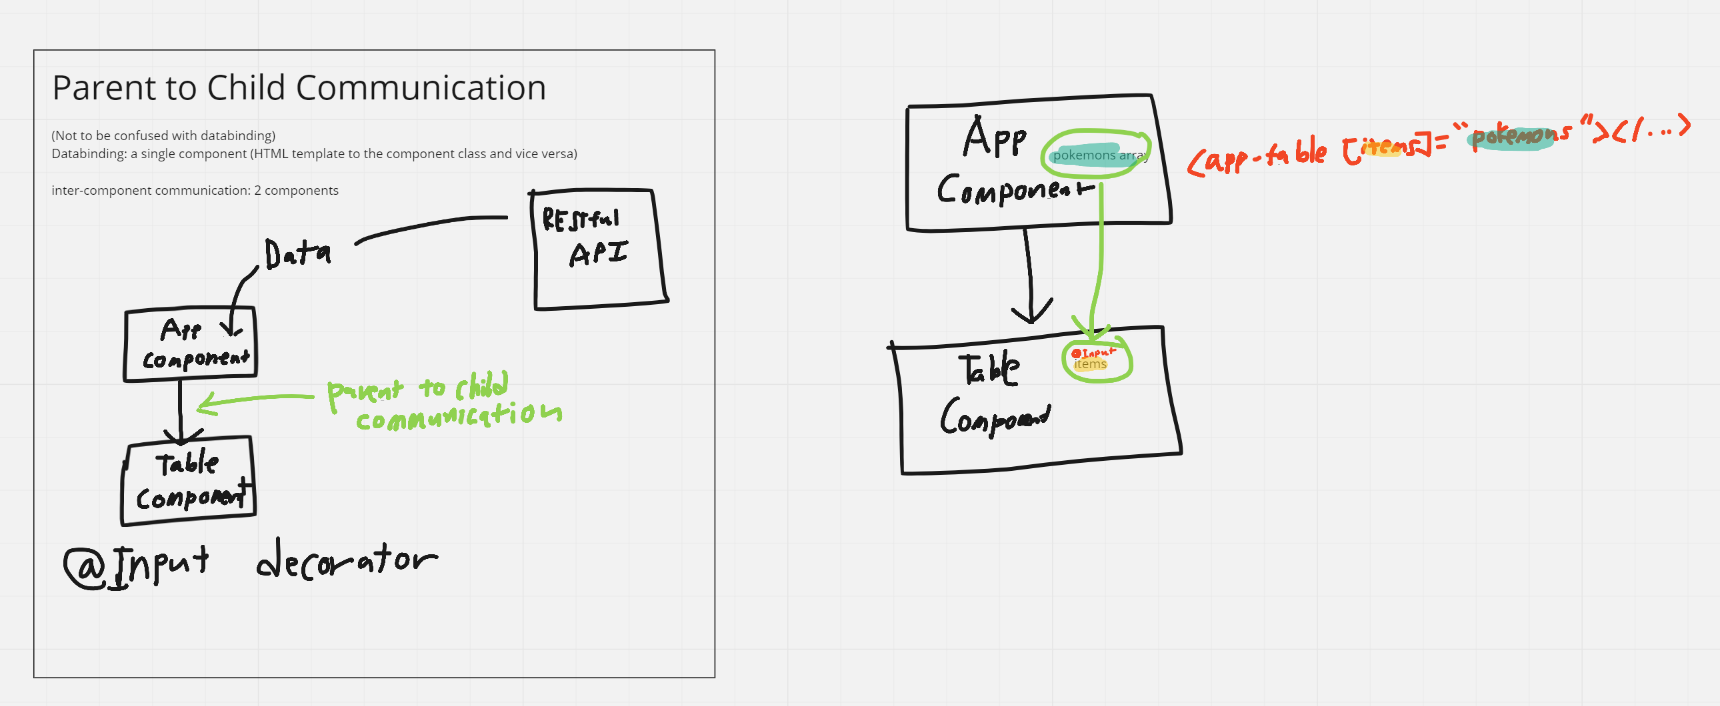 Parent to Child Communication
(Not to be confused with databinding)
Databinding: a single component (HTML template to the component class and vice versa)
inter-component communication: 2 components
RESTful
API
Data
App
component
parent to child
communication
Table
component
@Input decorator
App
pokemons array
Component
<app-table [items]="pokemons"></...>
@Input
items
Table
Component